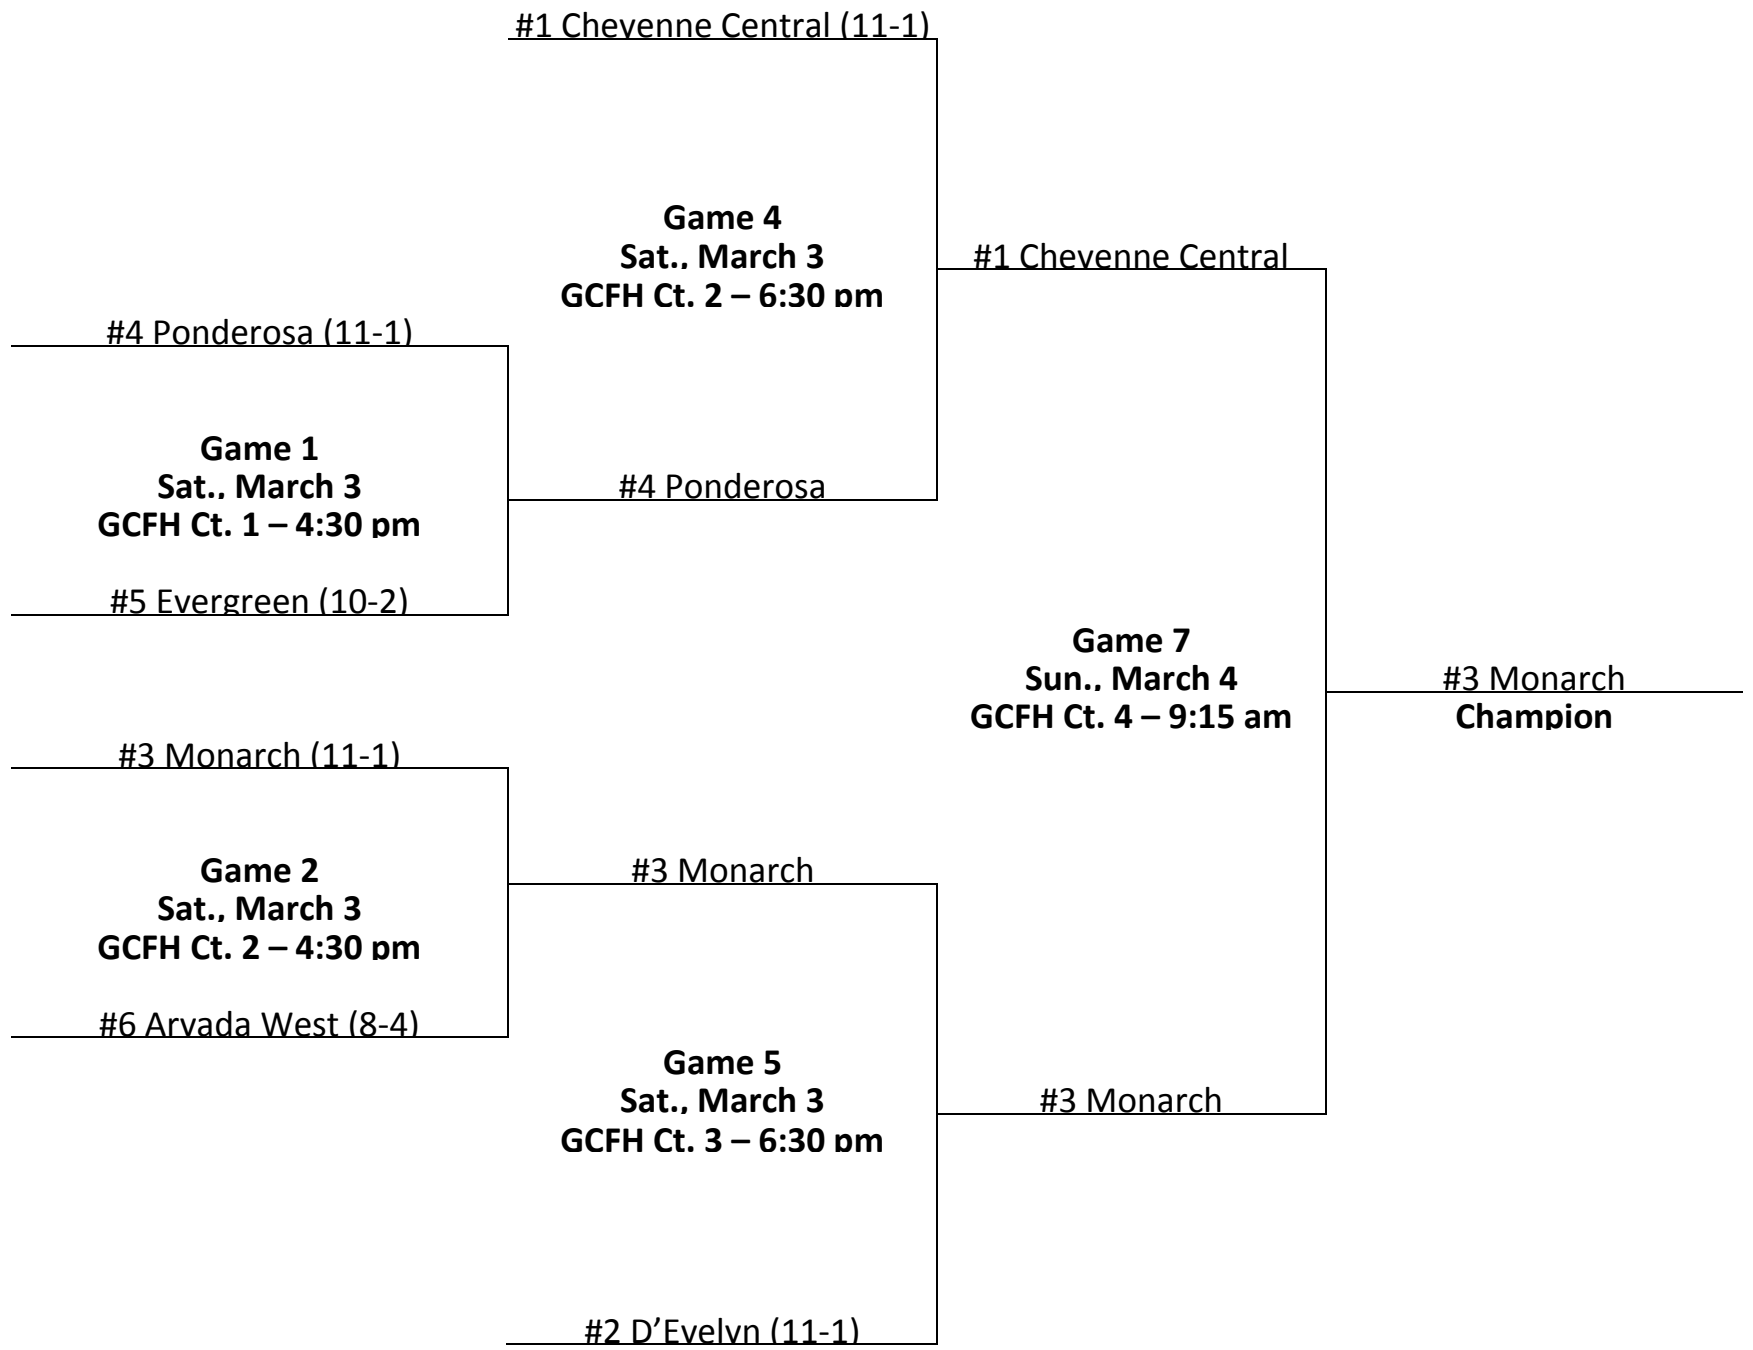 #1 Cheyenne Central (11-1)
Game 4
Sat., March 3
GCFH Ct. 2 – 6:30 pm
#1 Cheyenne Central
#4 Ponderosa (11-1)
Game 1
Sat., March 3
GCFH Ct. 1 – 4:30 pm
#4 Ponderosa
#5 Evergreen (10-2)
Game 7
Sun., March 4
GCFH Ct. 4 – 9:15 am
#3 Monarch
Champion
#3 Monarch (11-1)
Game 2
Sat., March 3
GCFH Ct. 2 – 4:30 pm
#3 Monarch
#6 Arvada West (8-4)
Game 5
Sat., March 3
GCFH Ct. 3 – 6:30 pm
#3 Monarch
#2 D’Evelyn (11-1)